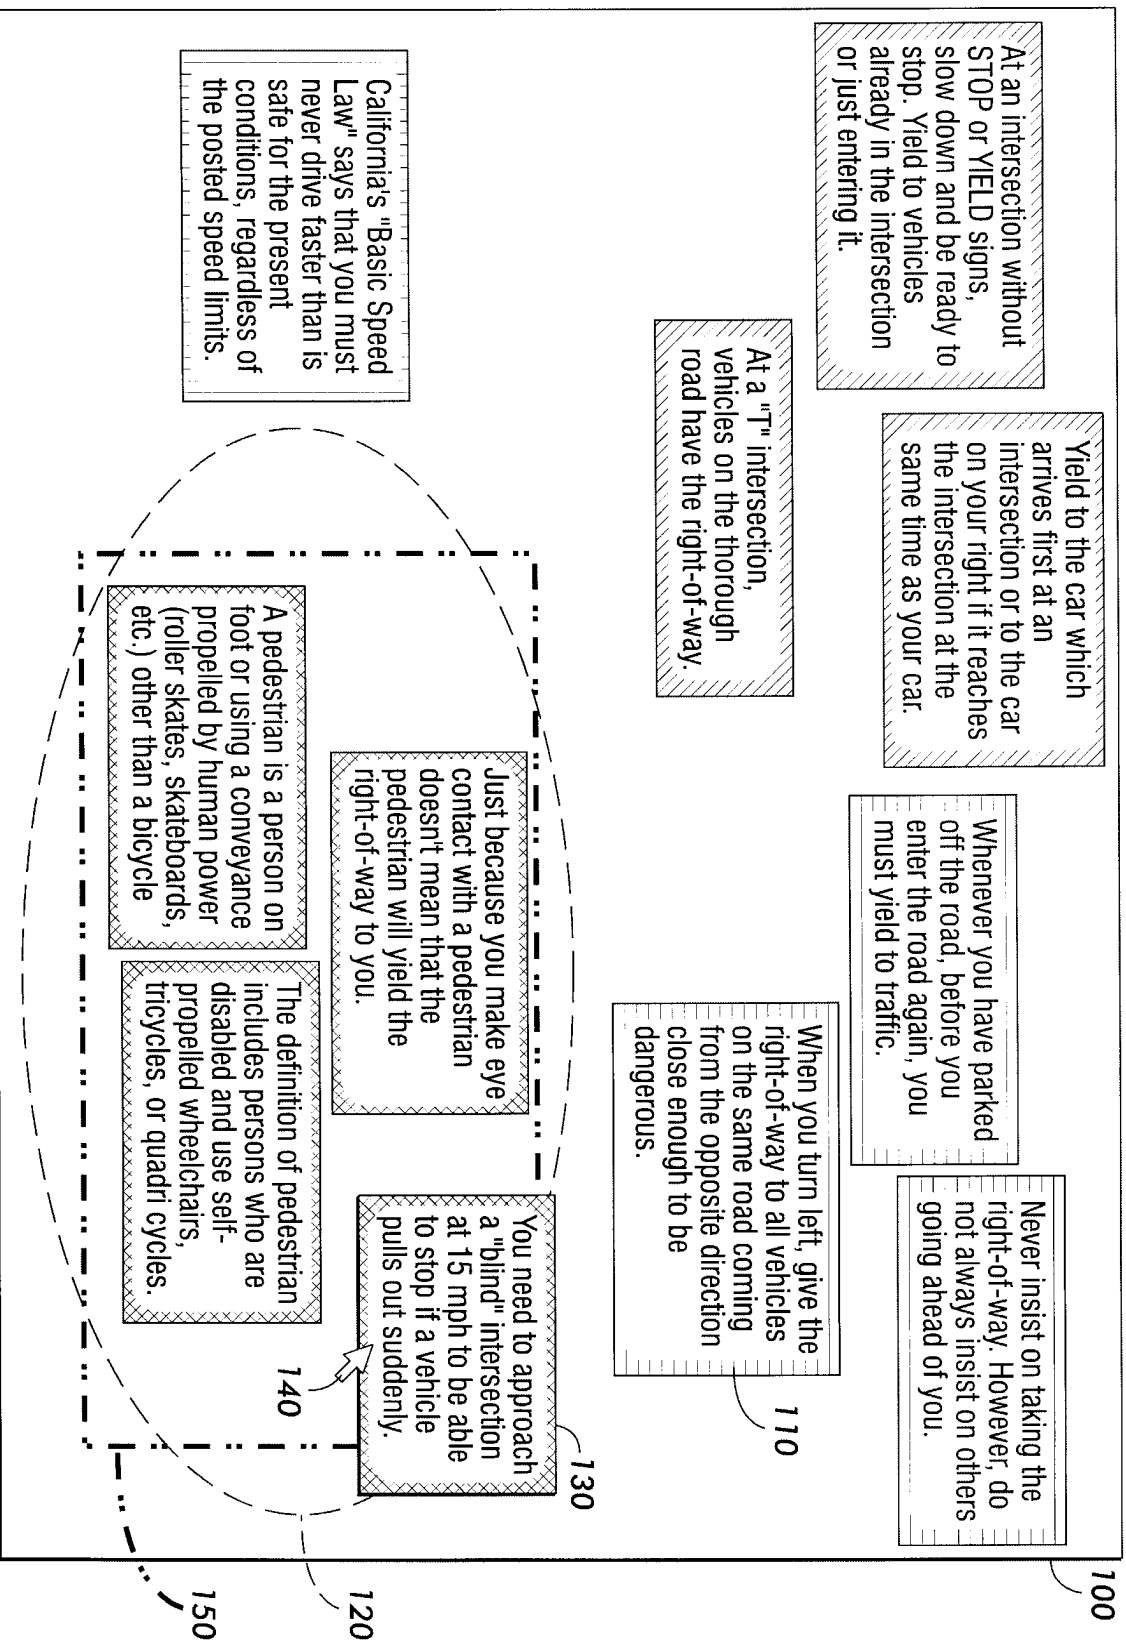 At an intersection without
STOP or YIELD signs,
slow down and be ready to
stop. Yield to vehicles
already in the intersection
or just entering it.
Yield to the car which
arrives first at an
intersection or to the car
on your right if it reaches
the intersection at the
same time as your car.
Whenever you have parked
off the road, before you
enter the road again, you
must yield to traffic.
Never insist on taking the
right-of-way. However, do
not always insist on others
going ahead of you.
At a "T" intersection,
vehicles on the thorough
road have the right-of-way.
When you turn left, give the
right-of-way to all vehicles
on the same road coming
from the opposite direction
close enough to be
dangerous.
California's "Basic Speed
Law" says that you must
never drive faster than is
safe for the present
conditions, regardless of
the posted speed limits.
Just because you make eye
contact with a pedestrian
doesn't mean that the
pedestrian will yield the
right-of-way to you.
You need to approach
a "blind" intersection
at 15 mph to be able
to stop if a vehicle
pulls out suddenly.
A pedestrian is a person on
foot or using a conveyance
propelled by human power
(roller skates, skateboards,
etc.) other than a bicycle
The definition of pedestrian
includes persons who are
disabled and use self-
propelled wheelchairs,
tricycles, or quadri cycles.
100
110
130
140
120
150